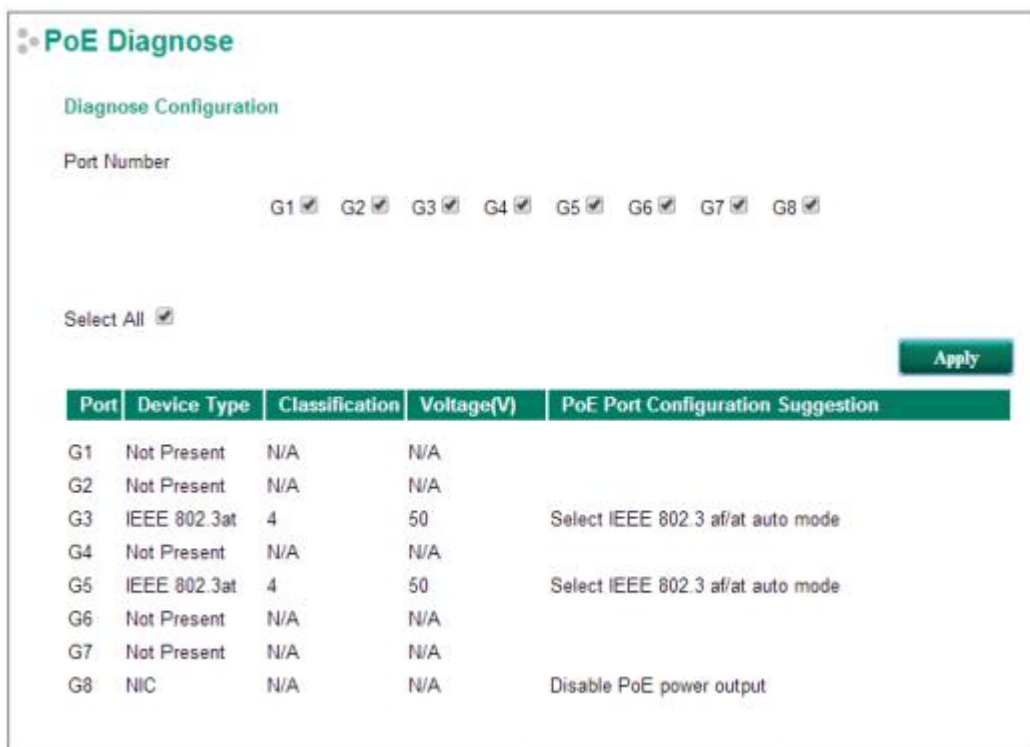 PoE Diagnose
Diagnose Configuration
Port Number
G1 G2 G3 G4 G5 G6 G7 G8
Select All
Apply
Port Device Type Classification Voltage(V) PoE Port Configuration Suggestion
G1 Not Present N/A N/A
G2 Not Present N/A N/A
G3 IEEE 802.3at 4 50 Select IEEE 802.3 af/at auto mode
G4 Not Present N/A N/A
G5 IEEE 802.3at 4 50 Select IEEE 802.3 af/at auto mode
G6 Not Present N/A N/A
G7 Not Present N/A N/A
G8 NIC N/A N/A Disable PoE power output